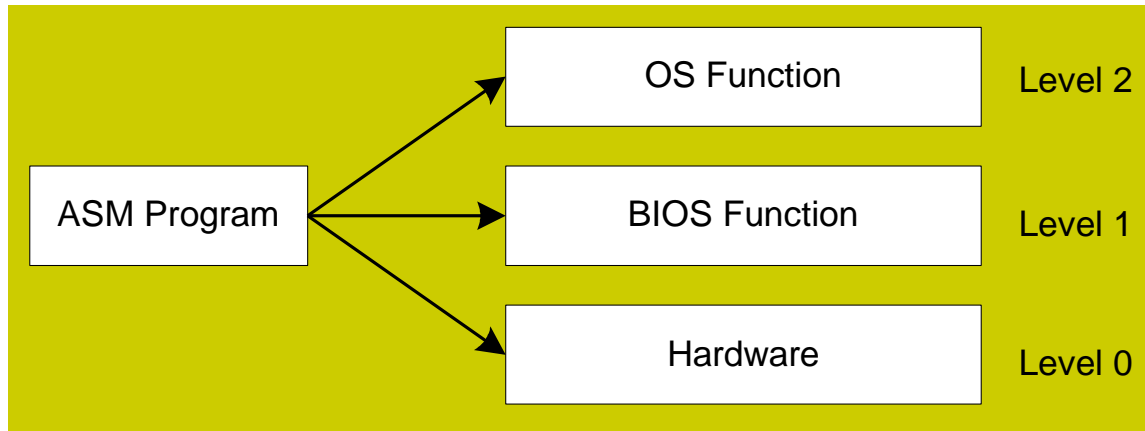 OS Function
Level 2
ASM Program
BIOS Function
Level 1
Hardware
Level 0